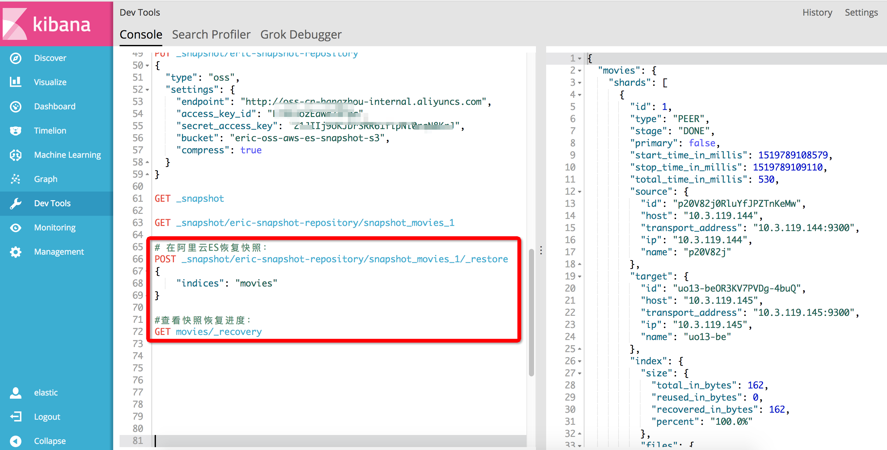 kibana
Discover
Visualize
Dashboard
Timelion
Machine Learning
Graph
Dev Tools
Monitoring
Management
elastic
Logout
Collapse
Dev Tools
History Settings
Console Search Profiler Grok Debugger
49 PUT _snapshot/eric-snapshot-repository
50 {
51 "type": "oss",
52 "settings": {
53 "endpoint": "http://oss-cn-hangzhou-internal.aliyuncs.com",
54 "access_key_id":
55 "secret_access_key":
56 "bucket": "eric-oss-aws-es-snapshot-s3",
57 "compress": true
58 }
59 }
60
61 GET _snapshot
62
63 GET _snapshot/eric-snapshot-repository/snapshot_movies_1
64
65 # 在阿里云ES恢复快照：
66 POST _snapshot/eric-snapshot-repository/snapshot_movies_1/_restore
67 {
68 "indices": "movies"
69 }
70
71 #查看快照恢复进度：
72 GET movies/_recovery
73
74
75
76
77
78
79
80
81
1 {
2 "movies": {
3 "shards": [
4 {
5 "id": 1,
6 "type": "PEER",
7 "stage": "DONE",
8 "primary": false,
9 "start_time_in_millis": 1519789108579,
10 "stop_time_in_millis": 1519789109110,
11 "total_time_in_millis": 530,
12 "source": {
13 "id": "p20V82j0RluYfJPZTnKeMw",
14 "host": "10.3.119.144",
15 "transport_address": "10.3.119.144:9300",
16 "ip": "10.3.119.144",
17 "name": "p20V82j"
18 },
19 "target": {
20 "id": "uo13-beOR3KV7PVDg-4buQ",
21 "host": "10.3.119.145",
22 "transport_address": "10.3.119.145:9300",
23 "ip": "10.3.119.145",
24 "name": "uo13-be"
25 },
26 "index": {
27 "size": {
28 "total_in_bytes": 162,
29 "reused_in_bytes": 0,
30 "recovered_in_bytes": 162,
31 "percent": "100.0%"
32 },
33 "files": {